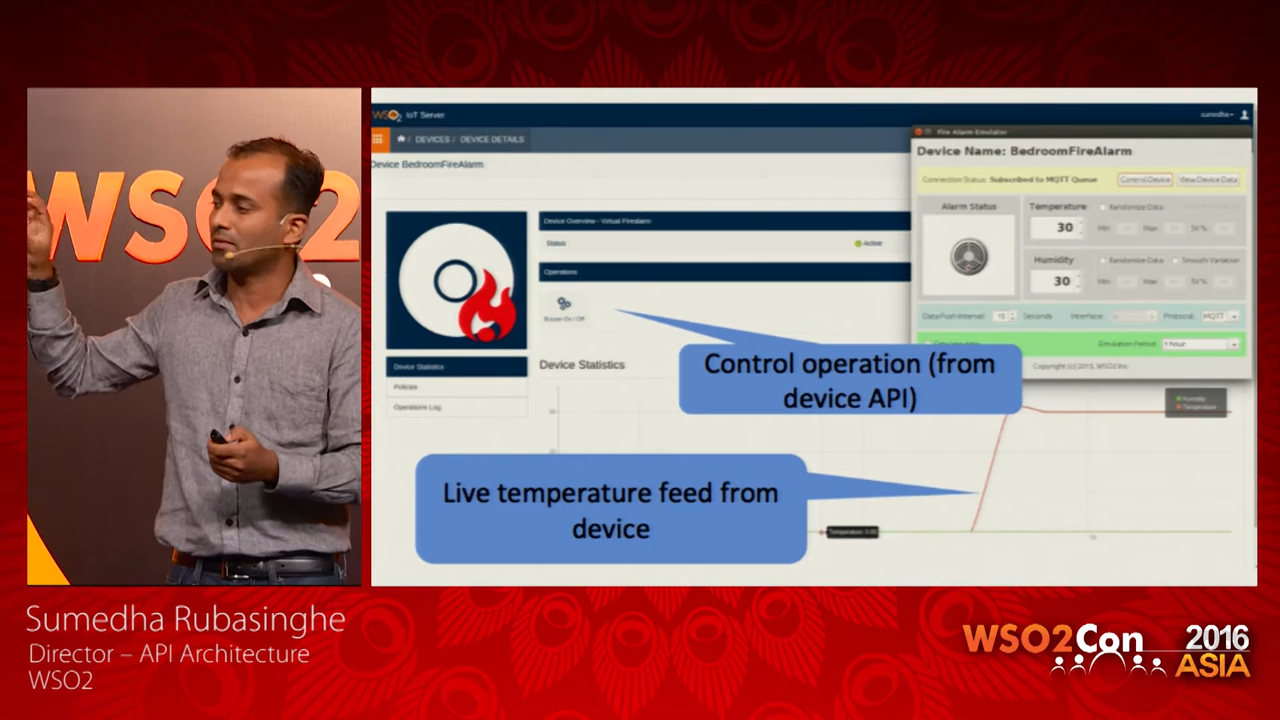 WSO2
WSO2 IoT Server
sumedha
/ DEVICES / DEVICE DETAILS
Device BedroomFireAlarm
Fire Alarm Emulator
Device Name: BedroomFireAlarm
Connection Status: Subscribed to MQTT Queue
Control Device
View Device Data
Alarm Status
Temperature
Randomize Data
30
Min
Max
SV %
Humidity
Randomize Data
Smooth Variation
30
Min
Max
SV %
Data Push Interval: 15 Seconds
Interface:
Protocol: MQTT
Emulation Period: 1 hour
Copyright (c) 2015, WSO2 Inc.
Device Overview - Virtual Firealarm
Status
Active
Operations
Device Statistics
Policies
Operations Log
Device Statistics
Control operation (from
device API)
Humidity
Temperature
Live temperature feed from
device
Sumedha Rubasinghe
Director – API Architecture
WSO2
WSO2Con 2016
ASIA